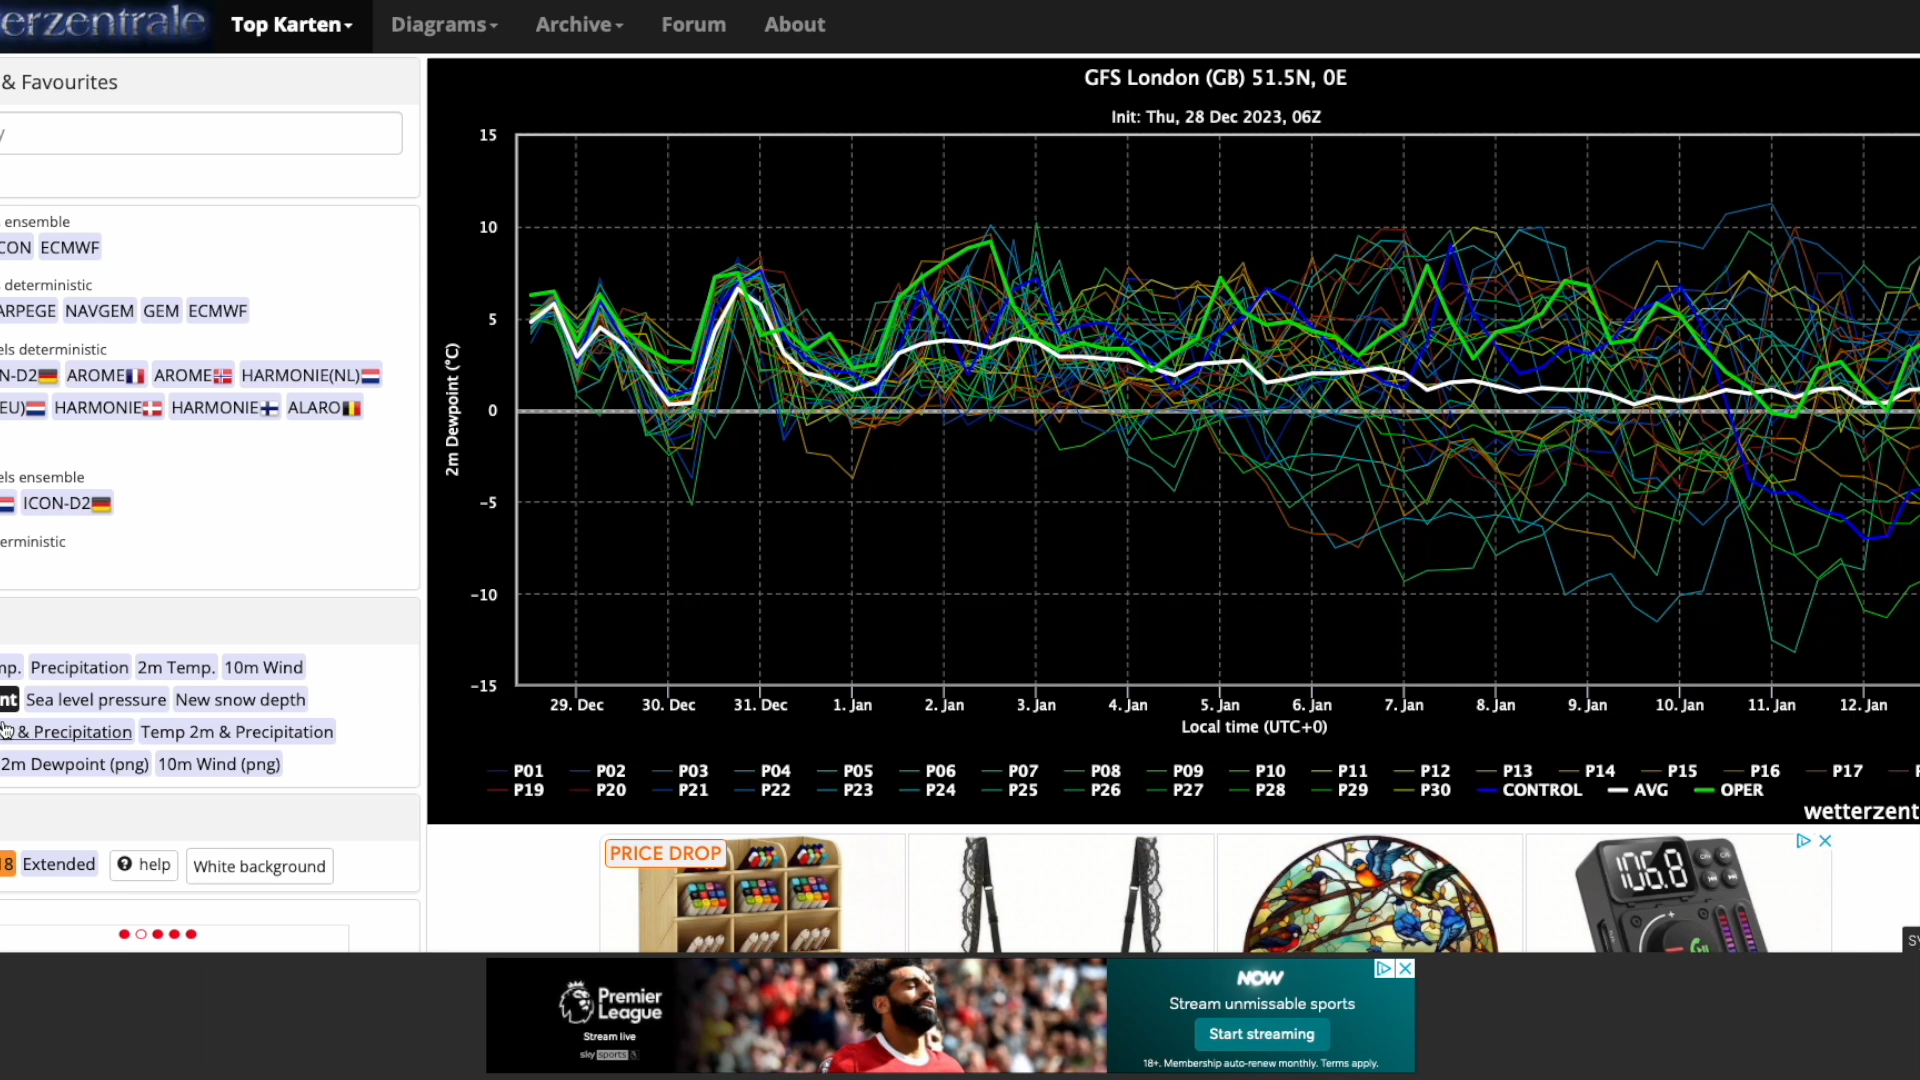 erzentrale
Top Karten
Diagrams
Archive
Forum
About
& Favourites
y
ensemble
CON ECMWF
deterministic
ARPEGE NAVGEM GEM ECMWF
els deterministic
N-D2 AROME AROME HARMONIE(NL)
EU) HARMONIE HARMONIE ALARO
els ensemble
ICON-D2
erministic
mp. Precipitation 2m Temp. 10m Wind
nt Sea level pressure New snow depth
& Precipitation Temp 2m & Precipitation
2m Dewpoint (png) 10m Wind (png)
18 Extended help White background
GFS London (GB) 51.5N, 0E
Init: Thu, 28 Dec 2023, 06Z
15
10
5
0
−5
−10
−15
2m Dewpoint (°C)
29. Dec 30. Dec 31. Dec 1. Jan 2. Jan 3. Jan 4. Jan 5. Jan 6. Jan 7. Jan 8. Jan 9. Jan 10. Jan 11. Jan 12. Jan
Local time (UTC+0)
P01 P02 P03 P04 P05 P06 P07 P08 P09 P10 P11 P12 P13 P14 P15 P16 P17
P19 P20 P21 P22 P23 P24 P25 P26 P27 P28 P29 P30 CONTROL AVG OPER
wetterzent
PRICE DROP
106.8
Premier
League
Stream live
sky sports
NOW
Stream unmissable sports
Start streaming
18+. Membership auto-renew monthly. Terms apply.